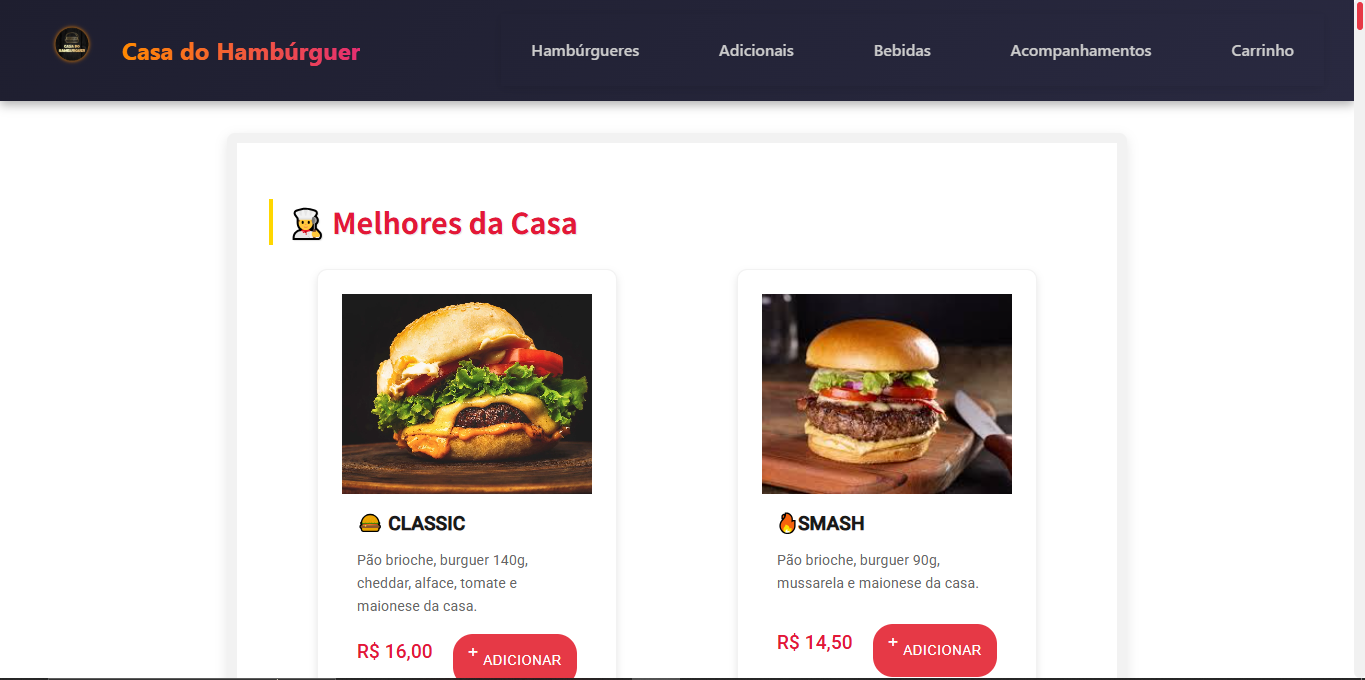 CASA DO
HAMBÚRGUER
Casa do Hambúrguer
Hambúrgueres
Adicionais
Bebidas
Acompanhamentos
Carrinho
Melhores da Casa
CLASSIC
Pão brioche, burguer 140g,
cheddar, alface, tomate e
maionese da casa.
R$ 16,00
+ ADICIONAR
SMASH
Pão brioche, burguer 90g,
mussarela e maionese da casa.
R$ 14,50
+ ADICIONAR